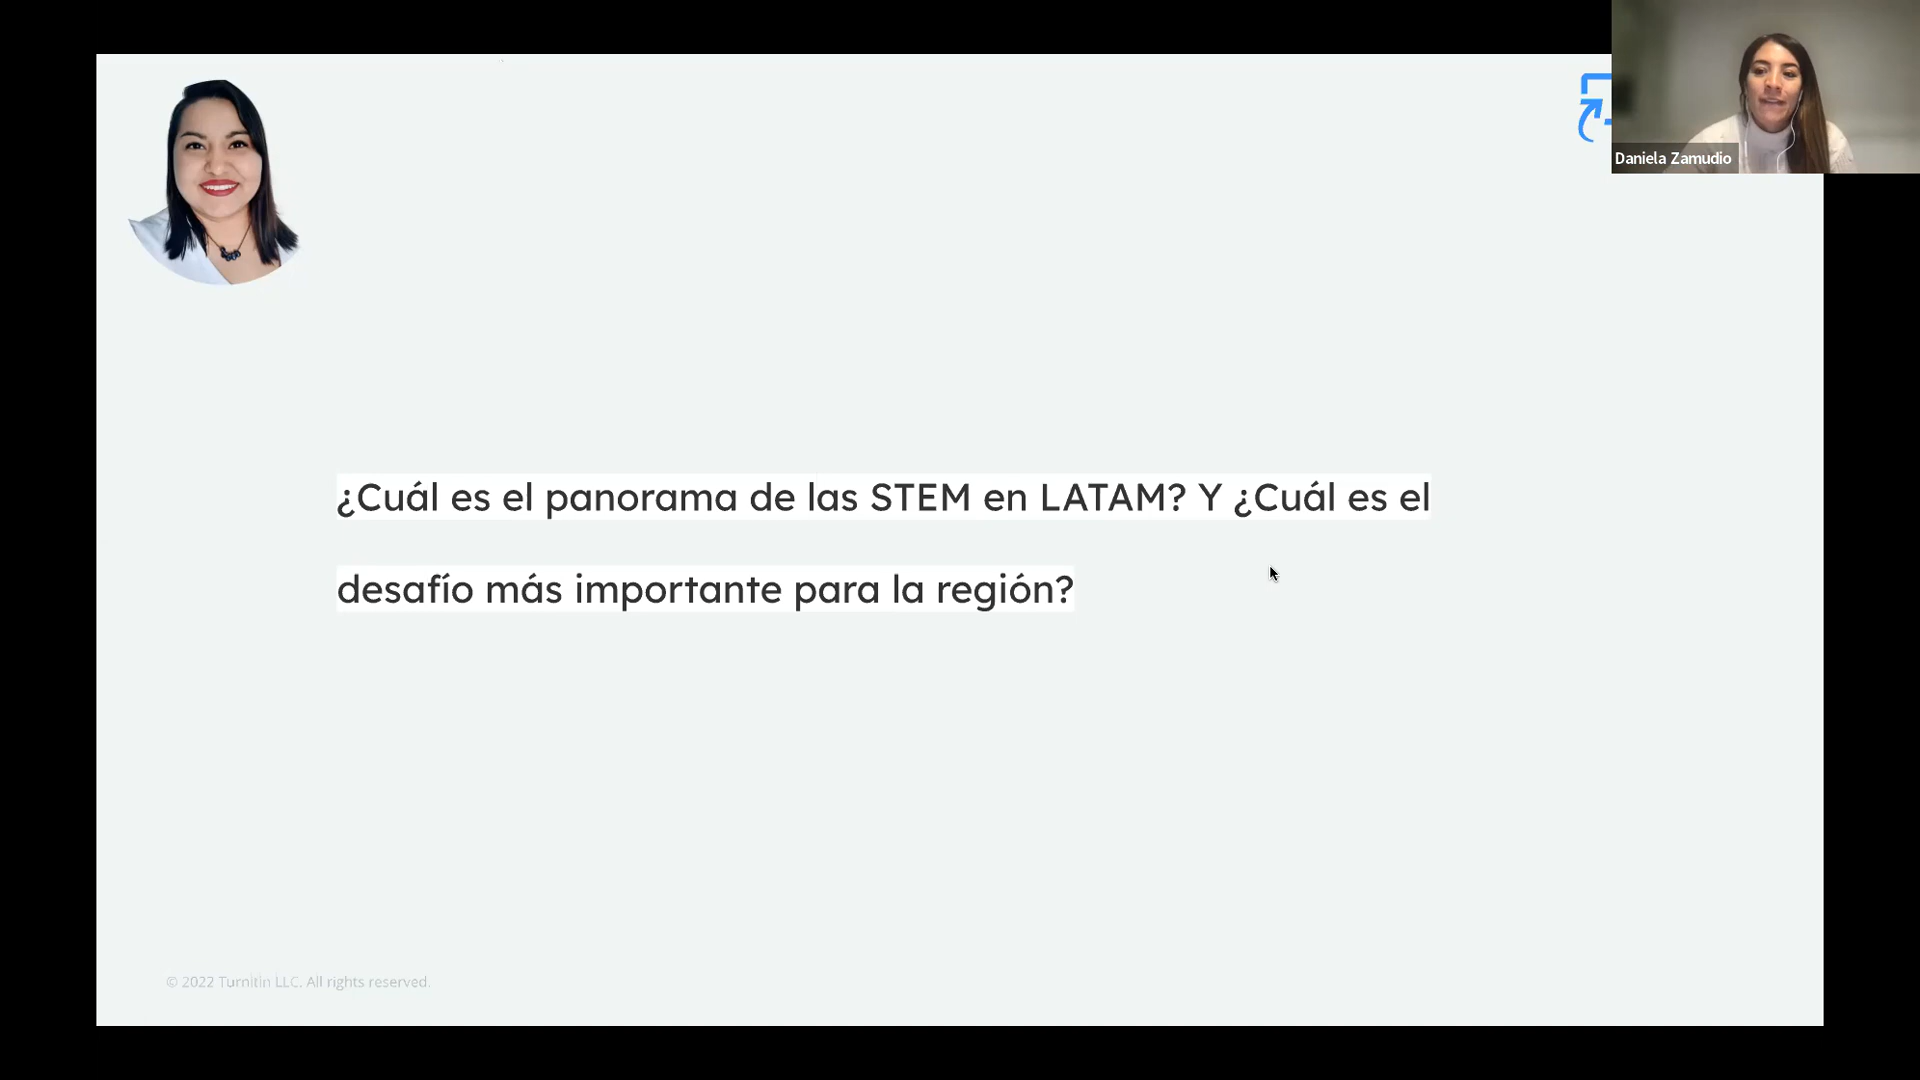 Daniela Zamudio
¿Cuál es el panorama de las STEM en LATAM? Y ¿Cuál es el
desafío más importante para la región?
© 2022 Turnitin LLC. All rights reserved.